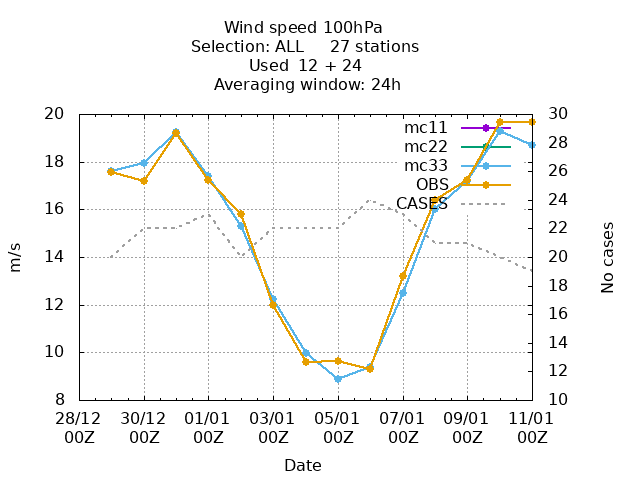 Wind speed 100hPa
Selection: ALL 27 stations
Used 12 + 24
Averaging window: 24h
mc11
mc22
mc33
OBS
CASES
m/s
20
18
16
14
12
10
8
No cases
30
28
26
24
22
20
18
16
14
12
10
28/12 30/12 01/01 03/01 05/01 07/01 09/01 11/01
00Z 00Z 00Z 00Z 00Z 00Z 00Z 00Z
Date